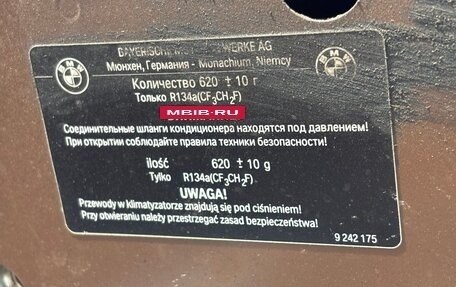 BMW BMW
BAYERISCHE WERKE AG
Мюнхен, Германия - Monachium, Niemcy
Количество 620 ± 10 г
Только R134a(CF3CH2F)
MBIB.RU
Соединительные шланги кондиционера находятся под давлением!
При открытии соблюдайте правила техники безопасности!
ilość 620 ± 10 g
Tylko R134a(CF3CH2F)
UWAGA!
Przewody w klimatyzatorze znajdują się pod ciśnieniem!
Przy otwieraniu należy przestrzegać zasad bezpieczeństwa!
9 242 175